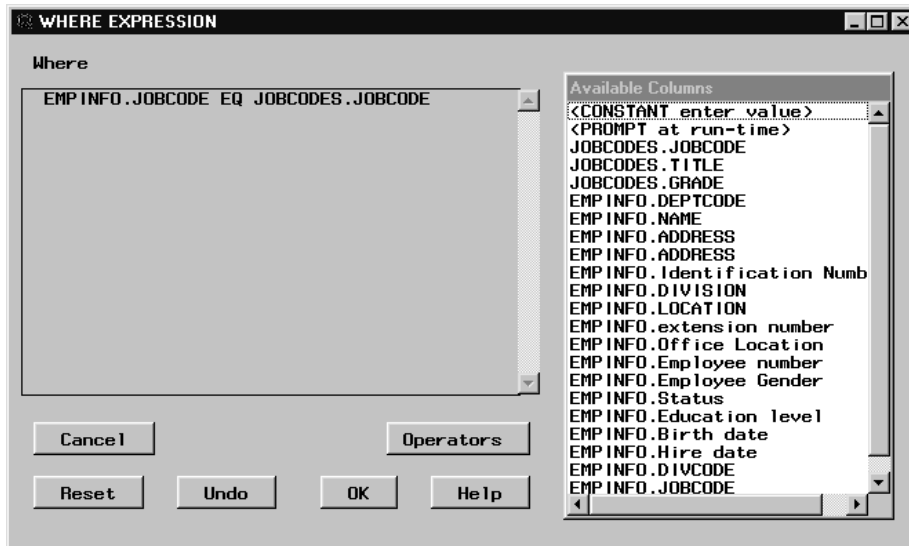 WHERE EXPRESSION
Where
EMPINFO.JOBCODE EQ JOBCODES.JOBCODE
Available Columns
<CONSTANT enter value>
<PROMPT at run-time>
JOBCODES.JOBCODE
JOBCODES.TITLE
JOBCODES.GRADE
EMPINFO.DEPTCODE
EMPINFO.NAME
EMPINFO.ADDRESS
EMPINFO.ADDRESS
EMPINFO.Identification Numb
EMPINFO.DIVISION
EMPINFO.LOCATION
EMPINFO.extension number
EMPINFO.Office Location
EMPINFO.Employee number
EMPINFO.Employee Gender
EMPINFO.Status
EMPINFO.Education level
EMPINFO.Birth date
EMPINFO.Hire date
EMPINFO.DIVCODE
EMPINFO.JOBCODE
Cancel
Operators
Reset
Undo
OK
Help